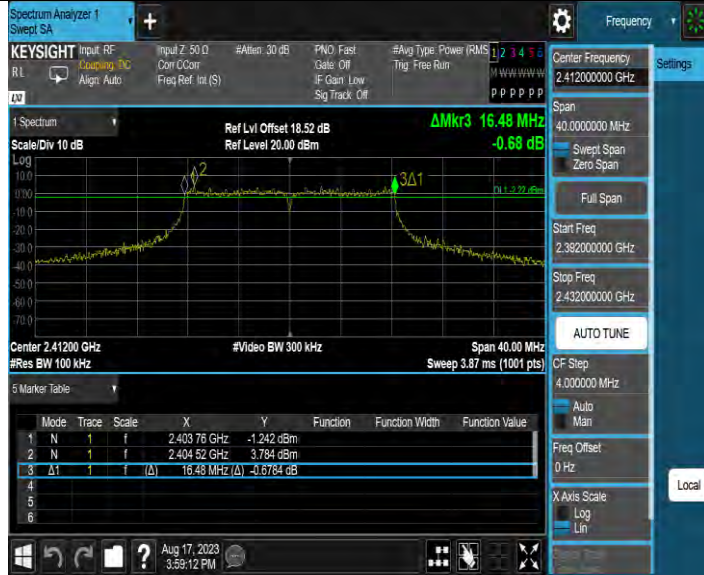 Spectrum Analyzer 1
Swept SA
+
Frequency
KEYSIGHT
RL
LXI
Input: RF
Coupling: DC
Align: Auto
Input Z: 50 Ω
Corr CCorr
Freq Ref: Int (S)
#Atten: 30 dB
PNO: Fast
Gate: Off
IF Gain: Low
Sig Track: Off
#Avg Type: Power (RMS
Trig: Free Run
1 2 3 4 5 6
M W W W W W
P P P P P P
Center Frequency
2.412000000 GHz
Settings
1 Spectrum
Scale/Div 10 dB
Ref Lvl Offset 18.52 dB
Ref Level 20.00 dBm
ΔMkr3 16.48 MHz
-0.68 dB
Log
10.0
0.00
-10.0
-20.0
-30.0
-40.0
-50.0
-60.0
-70.0
2
3Δ1
DL1 -2.22 dBm
Center 2.41200 GHz
#Res BW 100 kHz
#Video BW 300 kHz
Span 40.00 MHz
Sweep 3.87 ms (1001 pts)
Span
40.0000000 MHz
Swept Span
Zero Span
Full Span
Start Freq
2.392000000 GHz
Stop Freq
2.432000000 GHz
AUTO TUNE
CF Step
4.000000 MHz
Auto
Man
Freq Offset
0 Hz
X Axis Scale
Log
Lin
Local
5 Marker Table
Mode Trace Scale X Y Function Function Width Function Value
1 N 1 f 2.403 76 GHz -1.242 dBm
2 N 1 f 2.404 52 GHz 3.784 dBm
3 Δ1 1 f (Δ) 16.48 MHz (Δ) -0.6784 dB
4
5
6
?
Aug 17, 2023
3:59:12 PM